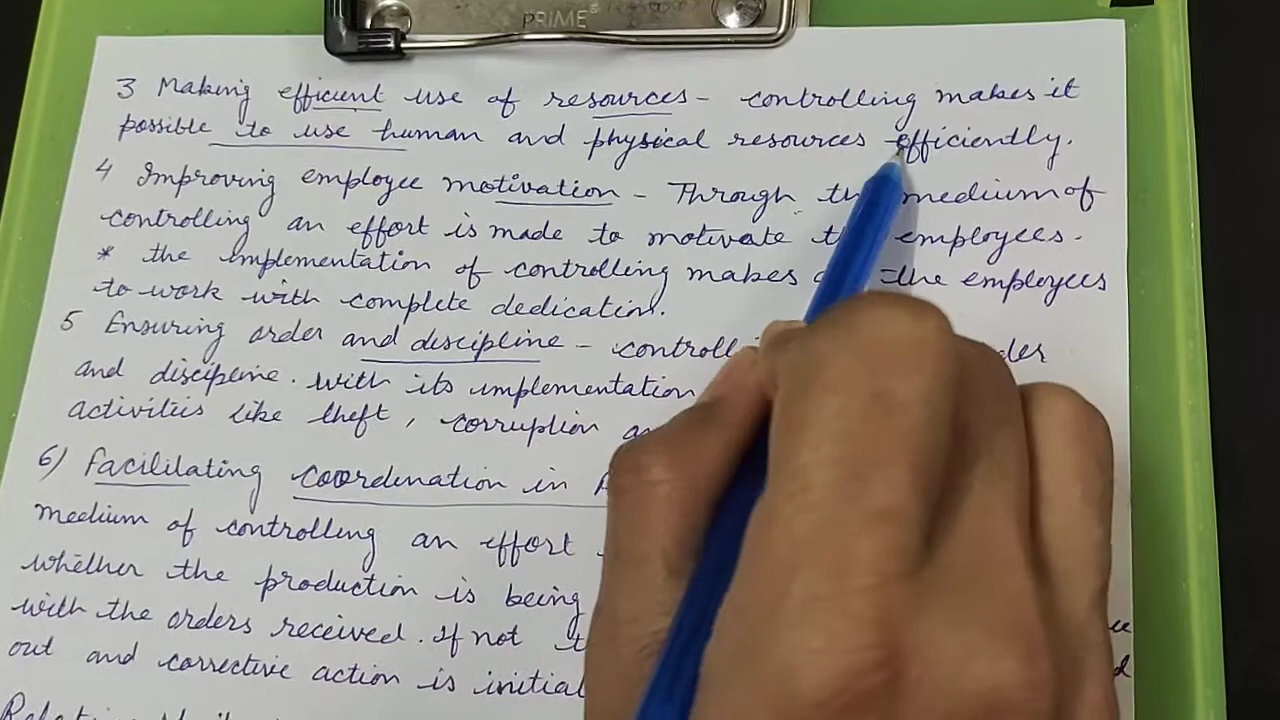 PRIME
3 Making efficient use of resources - controlling makes it
possible to use human and physical resources efficiently.
4 Improving employee motivation - Through the medium of
controlling an effort is made to motivate the employees.
* the implementation of controlling makes the employees
to work with complete dedication.
5 Ensuring order and discipline -
and discipline. With its implementation
activities like theft, corruption
6) Facilitating coordination in
medium of controlling an effort
whether the production is being
with the orders received. If not
out and corrective action is